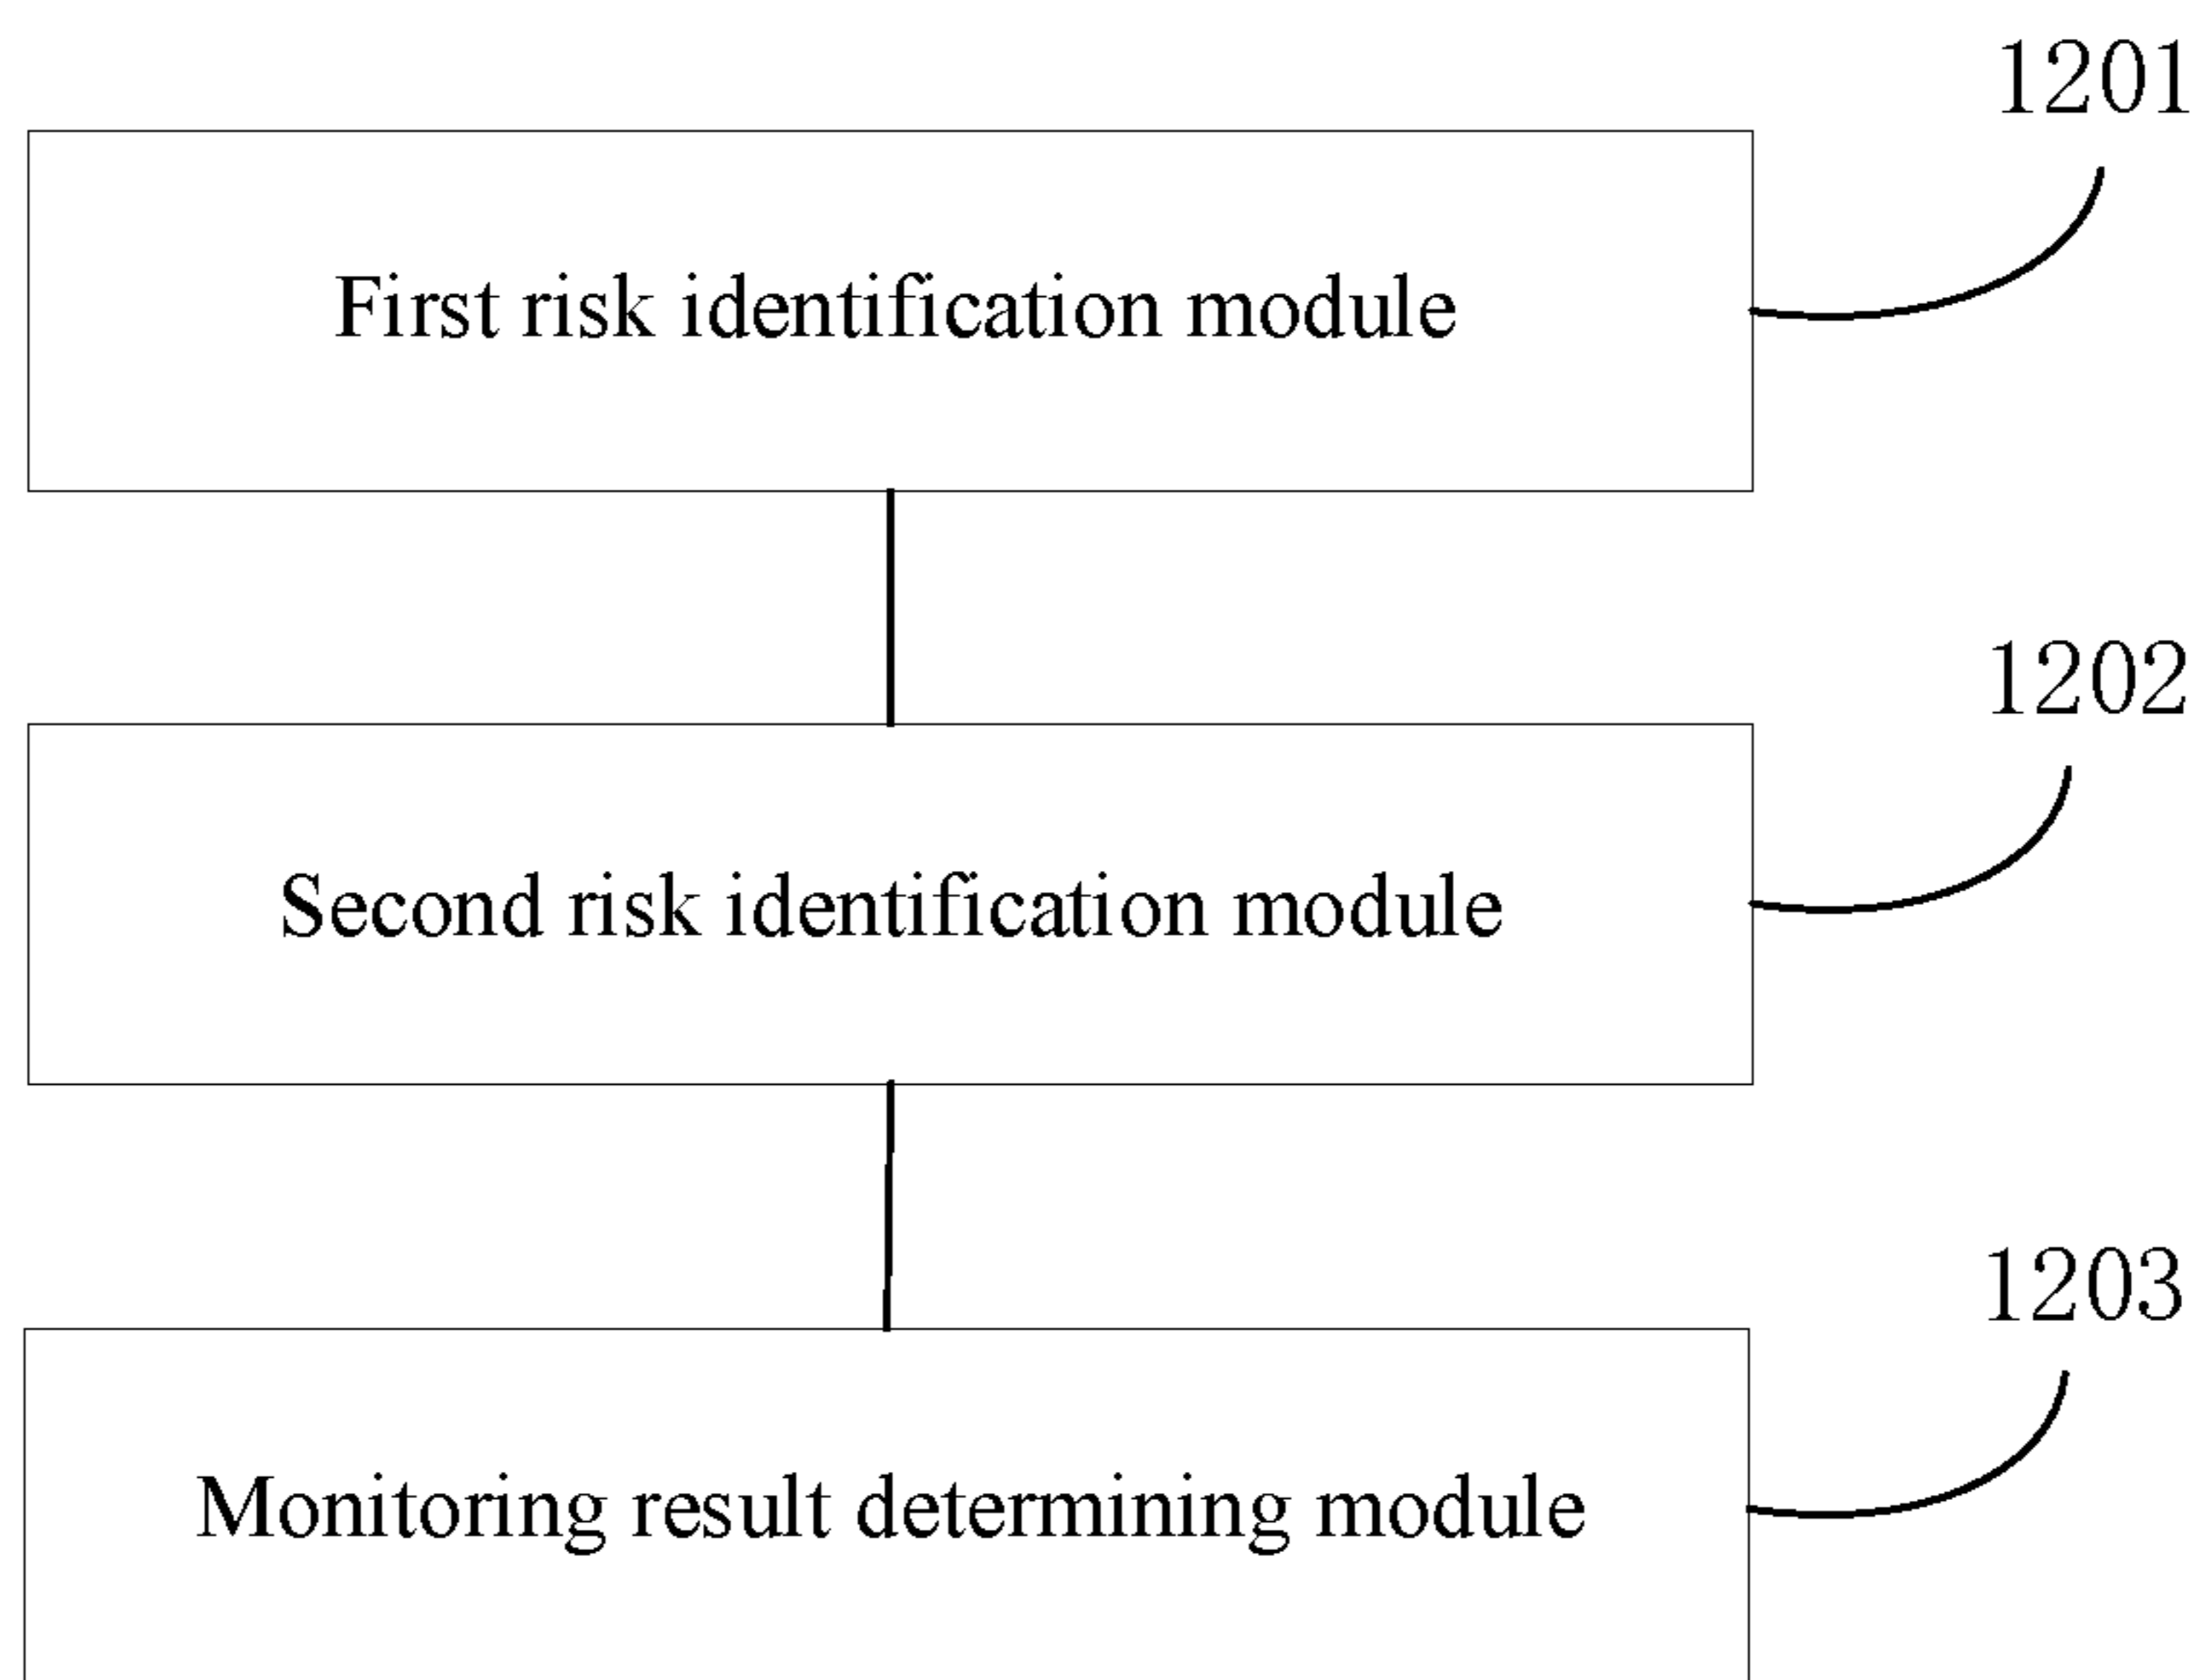 1201
First risk identification module
1202
Second risk identification module
1203
Monitoring result determining module